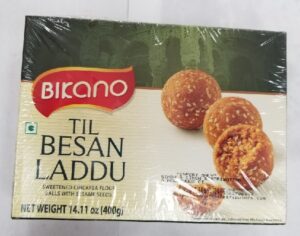 BIKANO
TIL
BESAN
LADDU
SWEETENED CHICKPEA FLOUR
BALLS WITH SESAME SEEDS
NET WEIGHT 14.11 oz (400g)